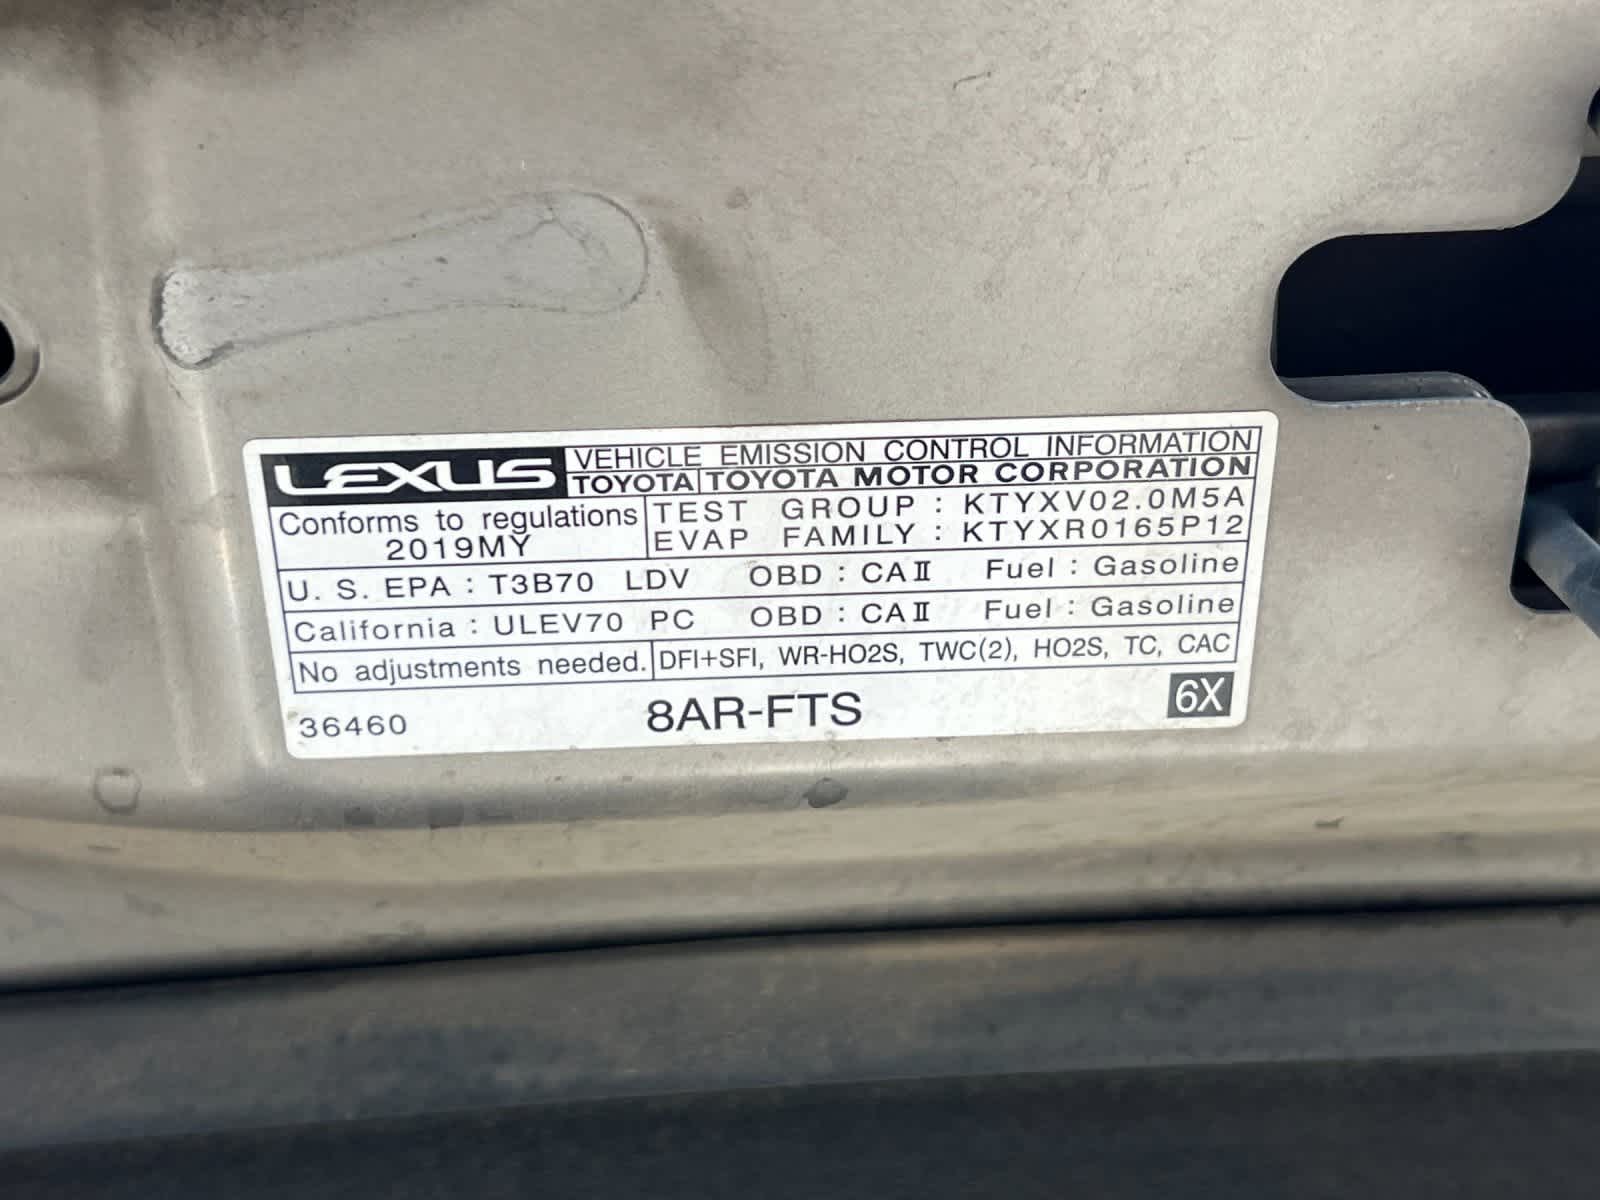 LEXUS
VEHICLE EMISSION CONTROL INFORMATION
TOYOTA TOYOTA MOTOR CORPORATION
Conforms to regulations
2019MY
TEST GROUP : KTYXV02.0M5A
EVAP FAMILY : KTYXR0165P12
U. S. EPA : T3B70 LDV OBD : CAⅡ Fuel : Gasoline
California : ULEV70 PC OBD : CAⅡ Fuel : Gasoline
No adjustments needed. DFI+SFI, WR-HO2S, TWC(2), HO2S, TC, CAC
36460 8AR-FTS 6X